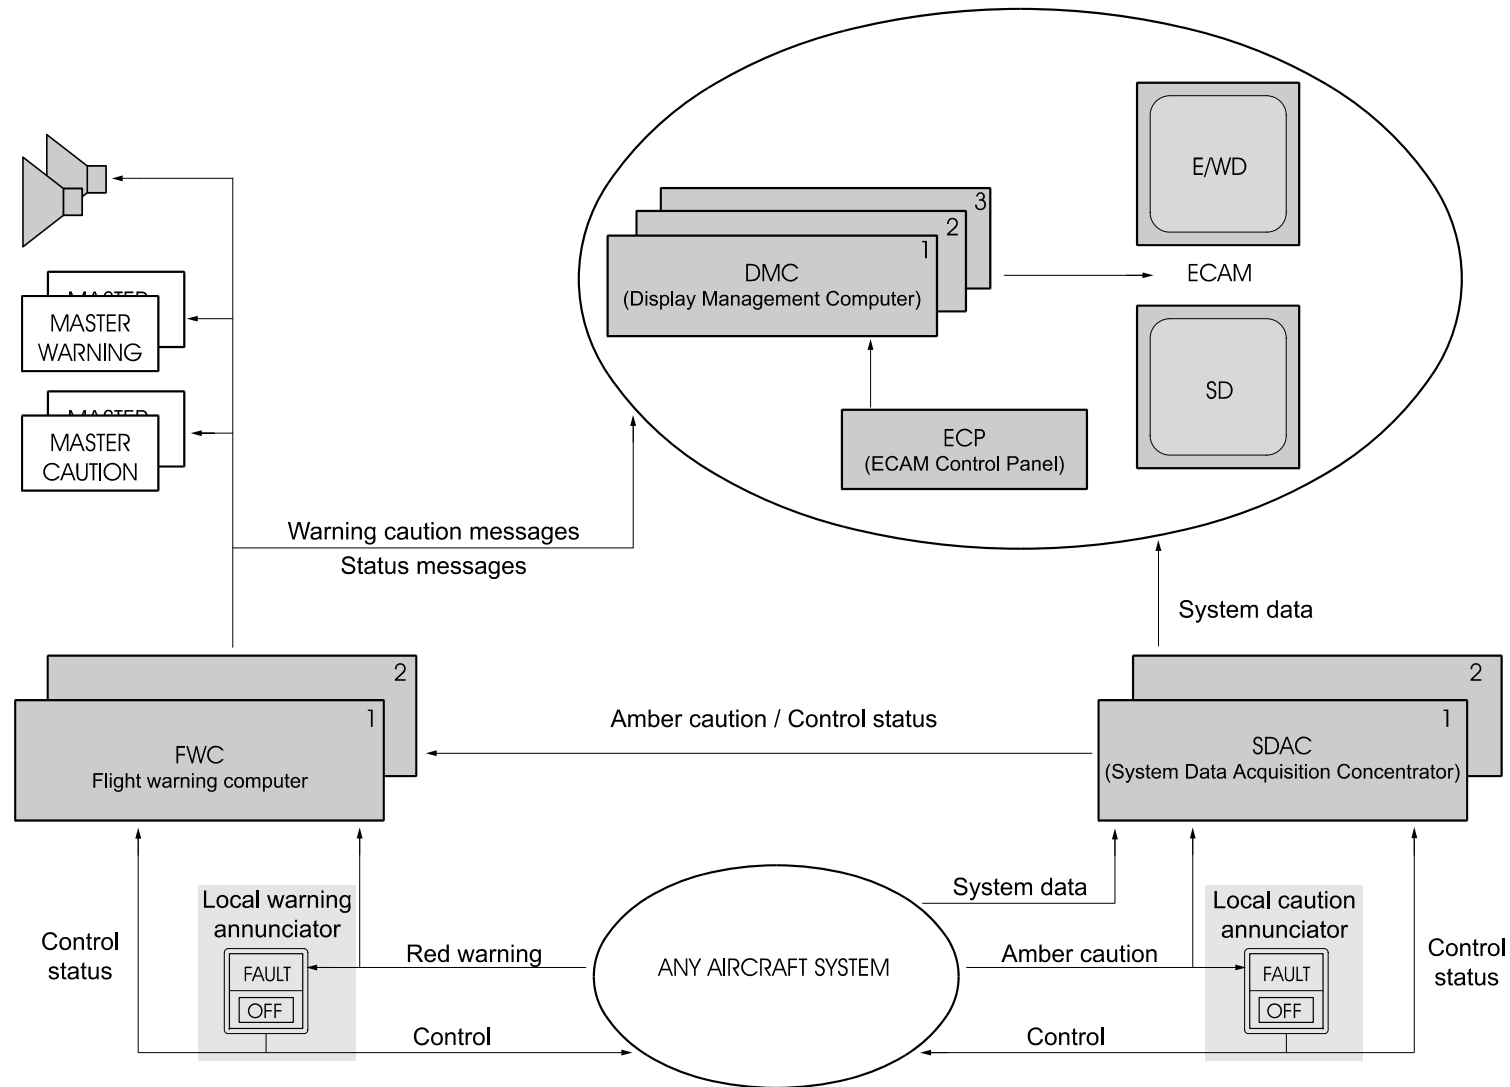 E/WD
3
2
1
DMC
(Display Management Computer)
ECAM
MASTER
MASTER
WARNING
SD
MASTER
MASTER
CAUTION
ECP
(ECAM Control Panel)
Warning caution messages
Status messages
System data
2
1
FWC
Flight warning computer
Amber caution / Control status
2
1
SDAC
(System Data Acquisition Concentrator)
Local warning
annunciator
System data
Local caution
annunciator
Control
status
Red warning
ANY AIRCRAFT SYSTEM
Amber caution
Control
status
FAULT
OFF
FAULT
OFF
Control
Control